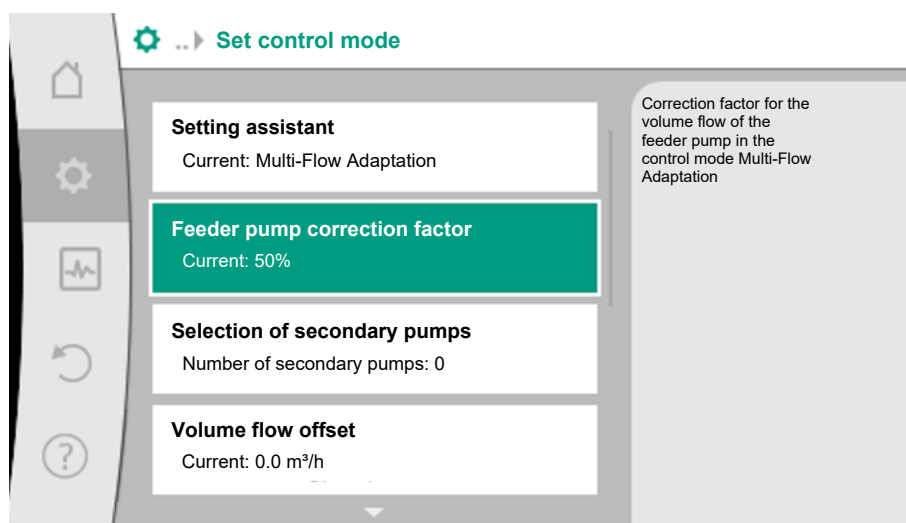 ..▸ Set control mode
Setting assistant
Current: Multi-Flow Adaptation
Feeder pump correction factor
Current: 50%
Selection of secondary pumps
Number of secondary pumps: 0
Volume flow offset
Current: 0.0 m³/h
Correction factor for the
volume flow of the
feeder pump in the
control mode Multi-Flow
Adaptation
?